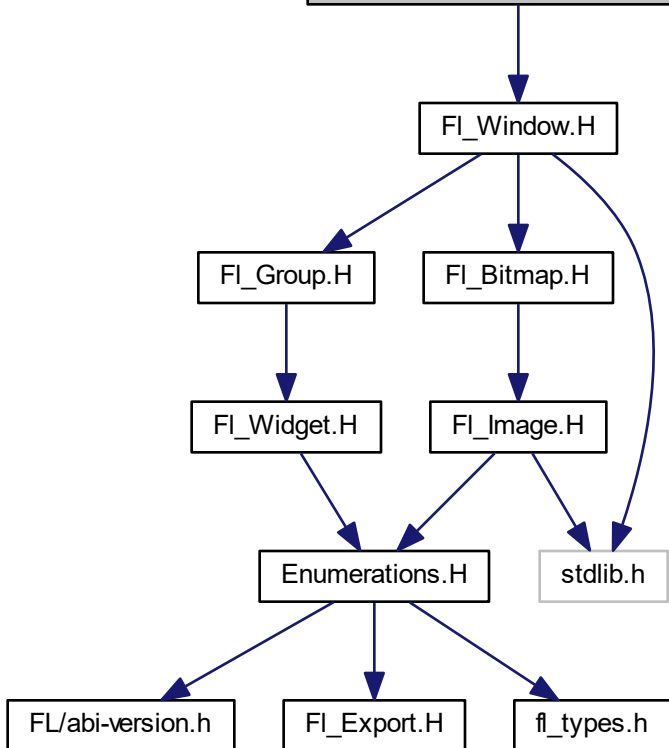 Fl_Window.H
Fl_Group.H
Fl_Bitmap.H
Fl_Widget.H
Fl_Image.H
Enumerations.H
stdlib.h
FL/abi-version.h
Fl_Export.H
fl_types.h